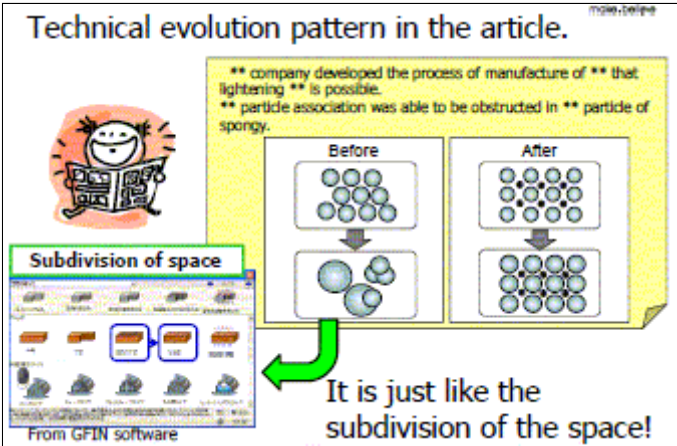 make.believe
Technical evolution pattern in the article.
** company developed the process of manufacture of ** that
lightening ** is possible.
** particle association was able to be obstructed in ** particle of
spongy.
Before
After
Subdivision of space
From GFIN software
It is just like the
subdivision of the space!